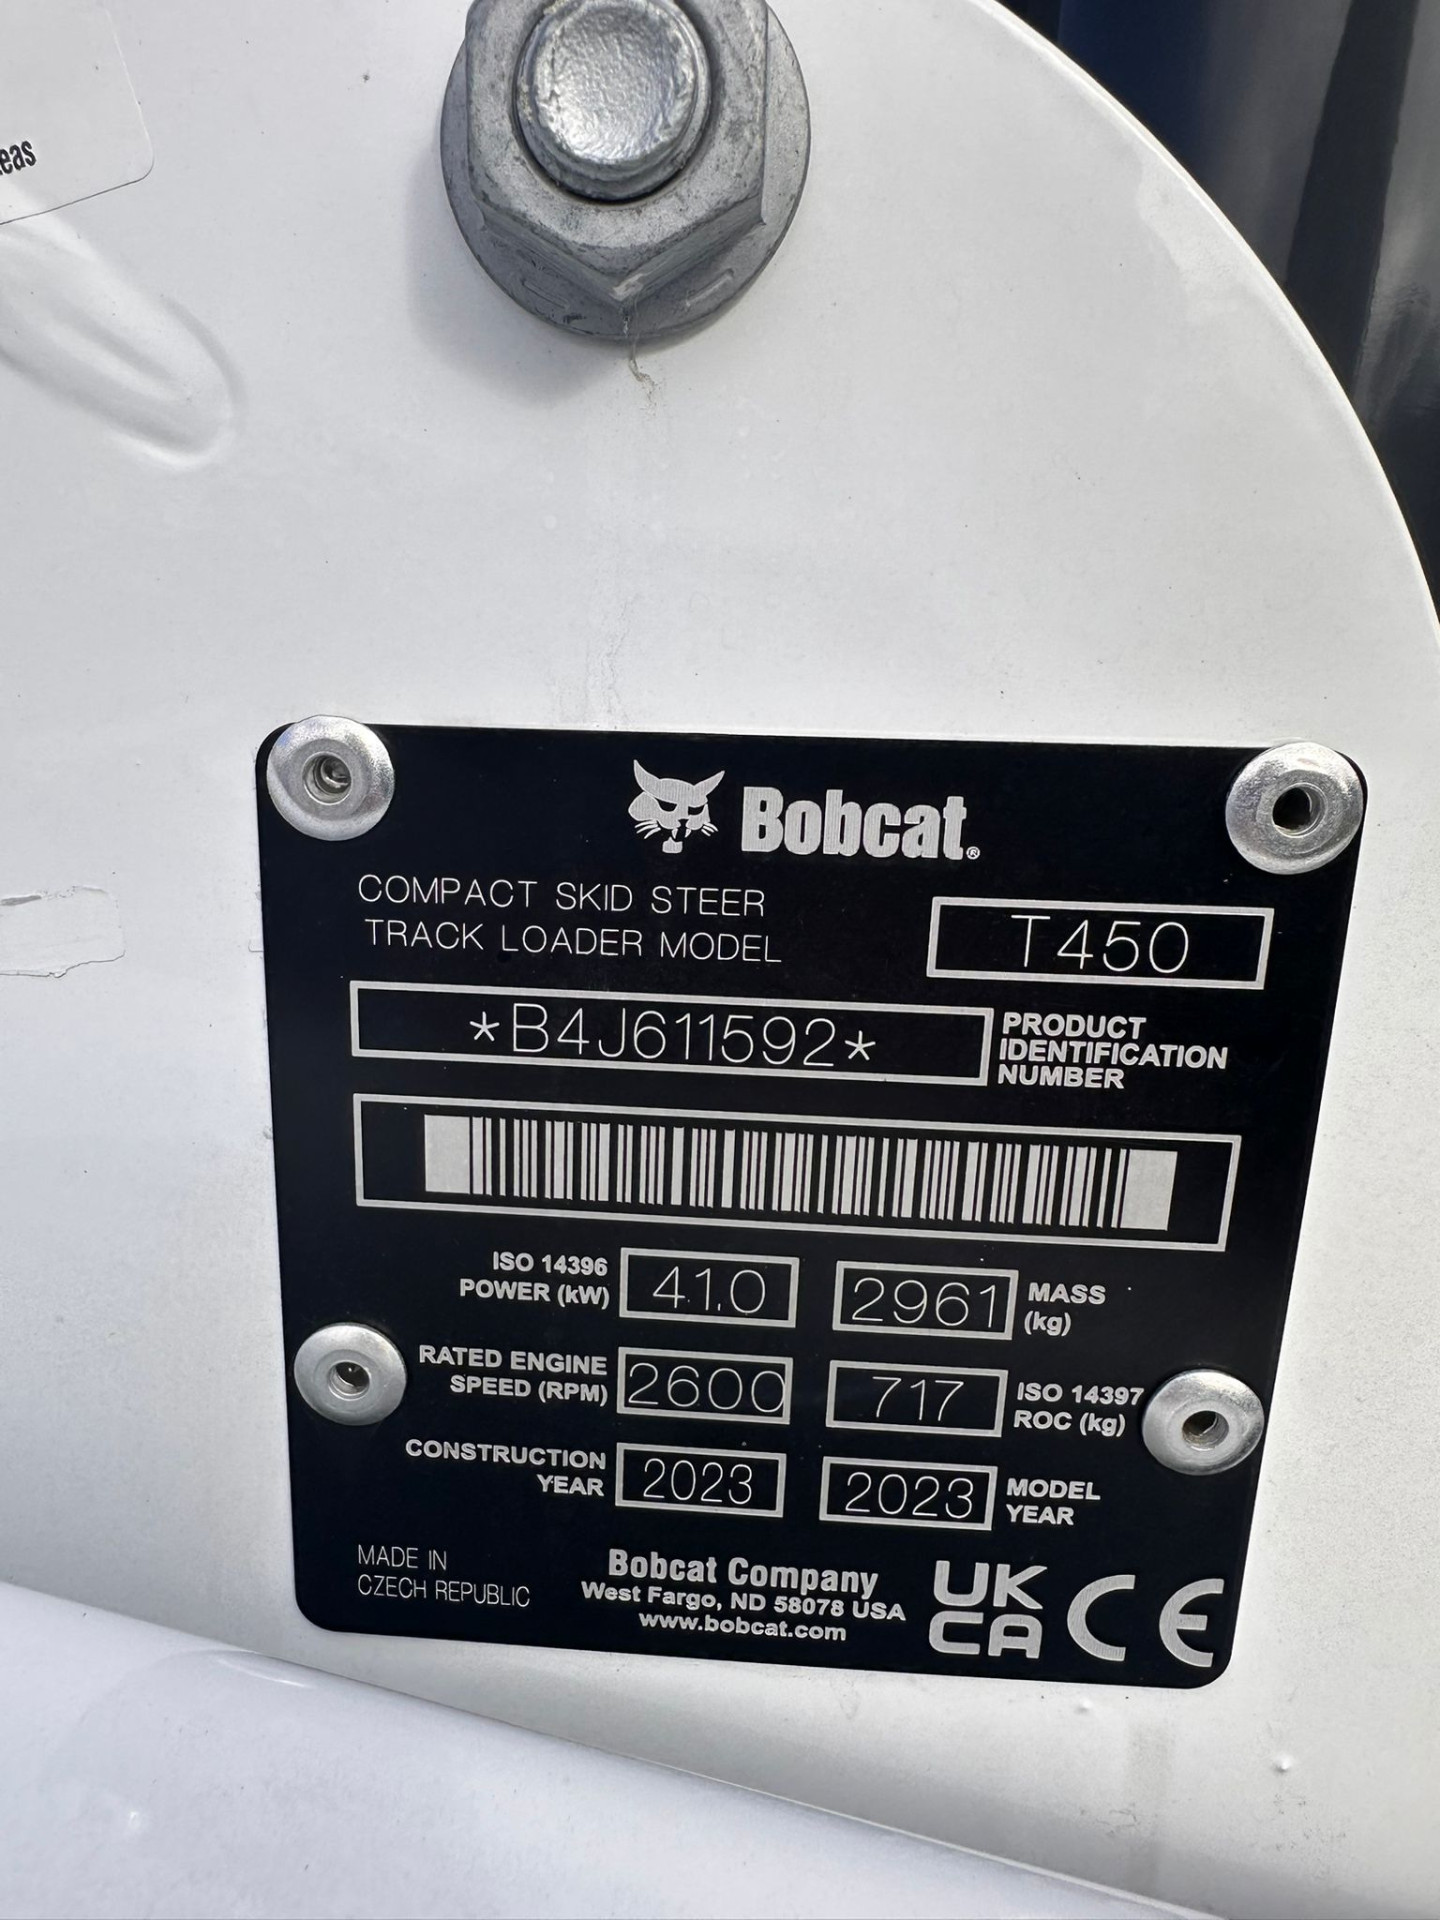 Bobcat®
COMPACT SKID STEER
TRACK LOADER MODEL
T450
*B4J611592*
PRODUCT
IDENTIFICATION
NUMBER
ISO 14396
POWER (kW)
41.0
2961
MASS
(kg)
RATED ENGINE
SPEED (RPM)
2600
717
ISO 14397
ROC (kg)
CONSTRUCTION
YEAR
2023
2023
MODEL
YEAR
MADE IN
CZECH REPUBLIC
Bobcat Company
West Fargo, ND 58078 USA
www.bobcat.com
UK
CA
CE